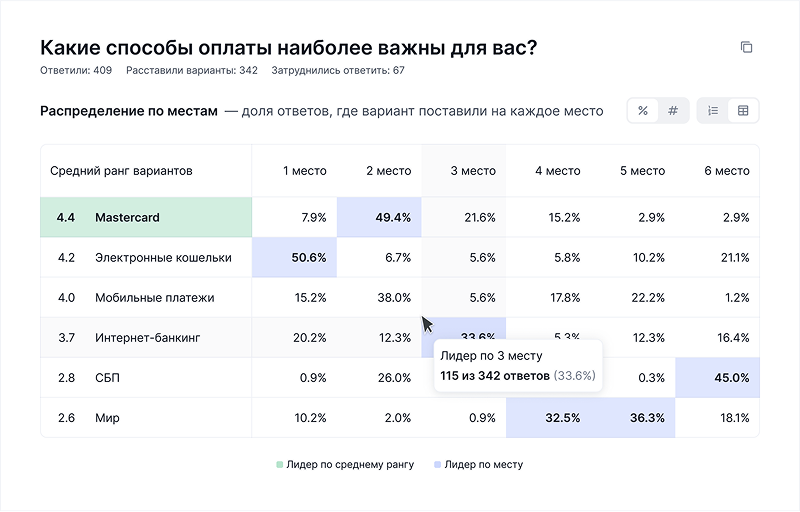 Какие способы оплаты наиболее важны для вас?
Ответили: 409 Расставили варианты: 342 Затруднились ответить: 67
Распределение по местам — доля ответов, где вариант поставили на каждое место % #
Средний ранг вариантов 1 место 2 место 3 место 4 место 5 место 6 место
4.4 Mastercard 7.9% 49.4% 21.6% 15.2% 2.9% 2.9%
4.2 Электронные кошельки 50.6% 6.7% 5.6% 5.8% 10.2% 21.1%
4.0 Мобильные платежи 15.2% 38.0% 5.6% 17.8% 22.2% 1.2%
3.7 Интернет-банкинг 20.2% 12.3% 33.6% 5.3% 12.3% 16.4%
Лидер по 3 месту
115 из 342 ответов (33.6%)
2.8 СБП 0.9% 26.0% 0.3% 45.0%
2.6 Мир 10.2% 2.0% 0.9% 32.5% 36.3% 18.1%
Лидер по среднему рангу Лидер по месту